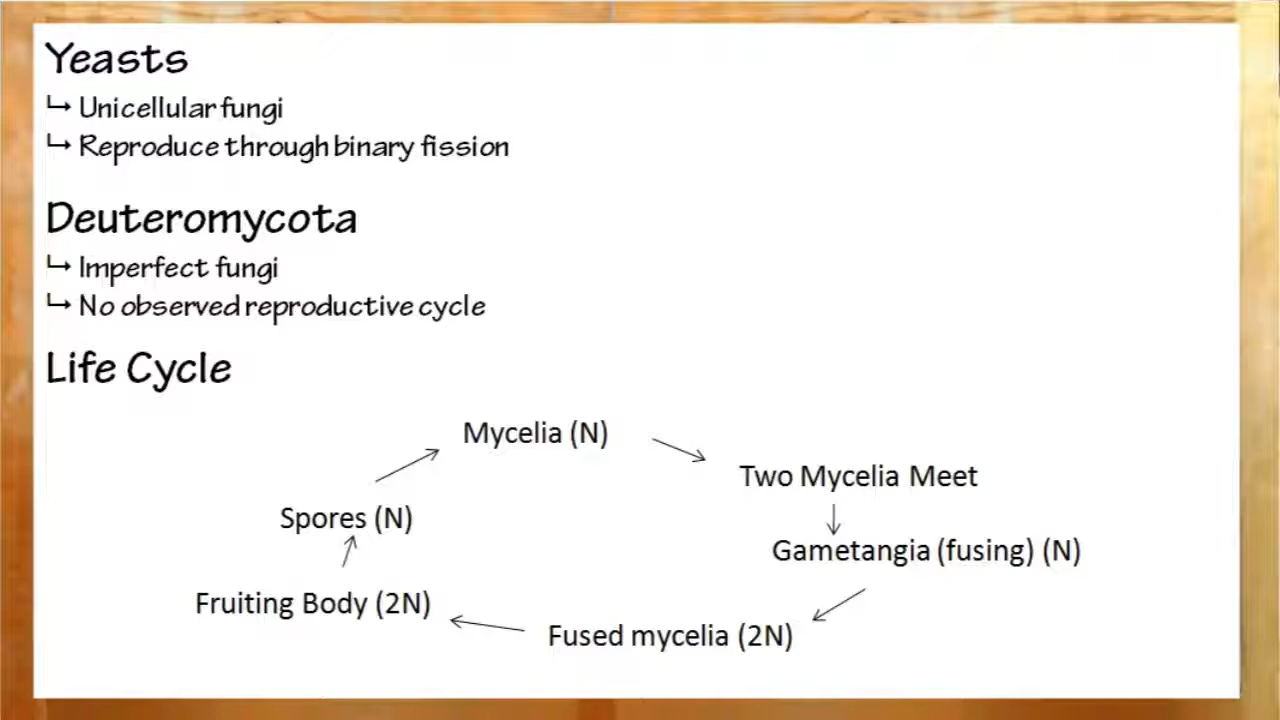 Yeasts
↳ Unicellular fungi
↳ Reproduce through binary fission
Deuteromycota
↳ Imperfect fungi
↳ No observed reproductive cycle
Life Cycle
Mycelia (N)
Two Mycelia Meet
Gametangia (fusing) (N)
Fused mycelia (2N)
Fruiting Body (2N)
Spores (N)